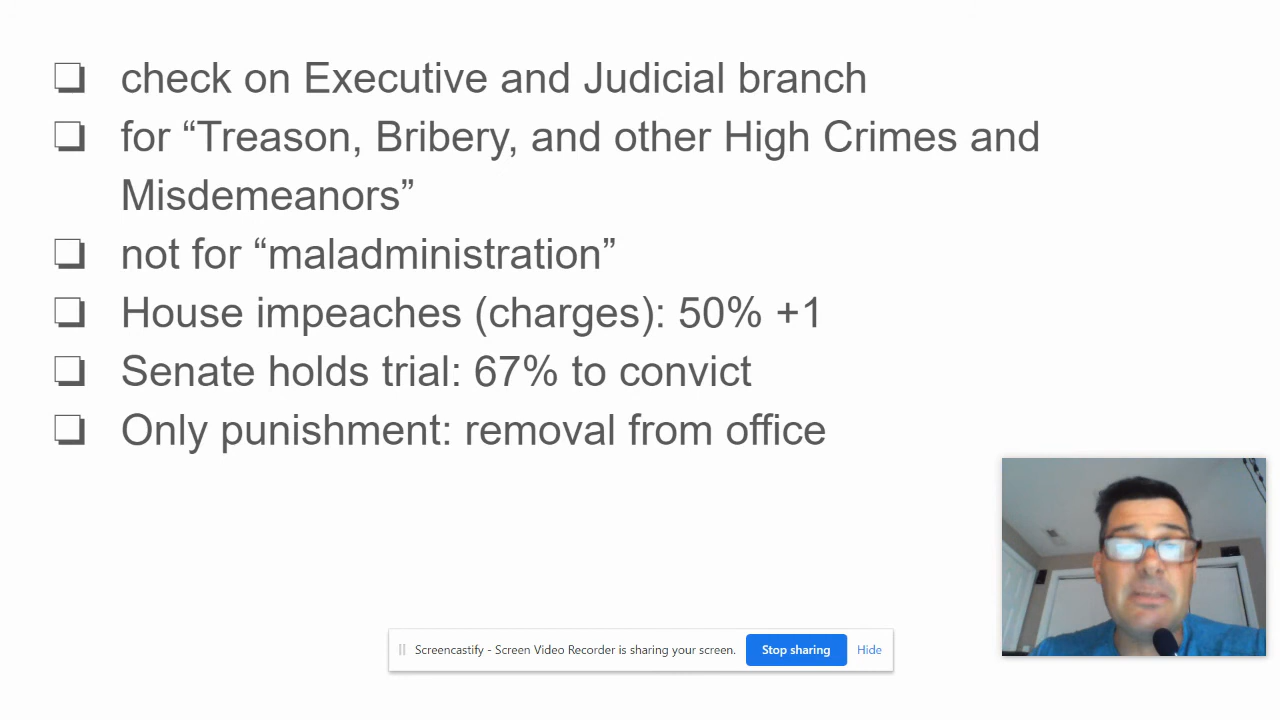 check on Executive and Judicial branch
for “Treason, Bribery, and other High Crimes and
Misdemeanors”
not for “maladministration”
House impeaches (charges): 50% +1
Senate holds trial: 67% to convict
Only punishment: removal from office
Screencastify - Screen Video Recorder is sharing your screen. Stop sharing Hide